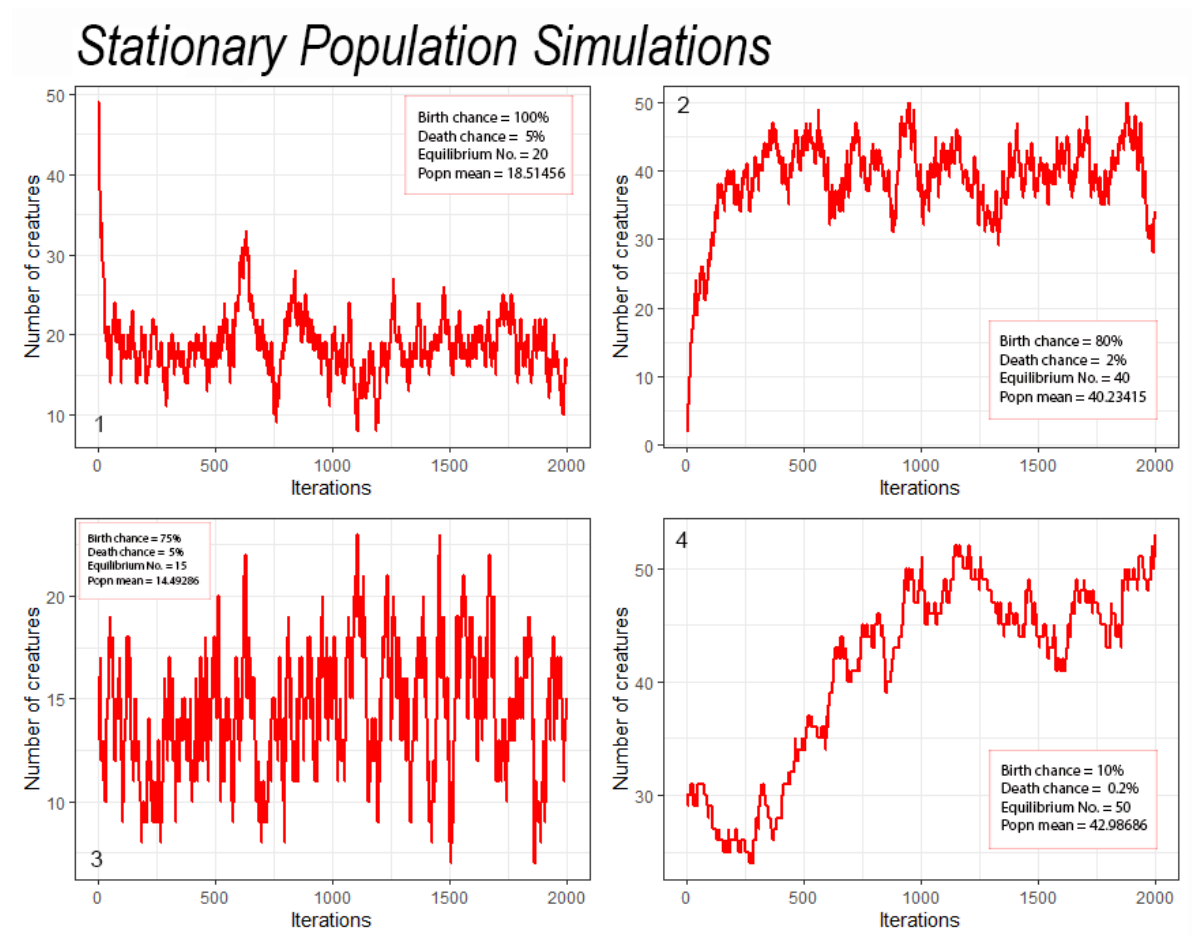 Stationary Population Simulations
50
40
30
20
10
Number of creatures
Birth chance = 100%
Death chance =  5%
Equilibrium No. = 20
Popn mean = 18.51456
1
0 500 1000 1500 2000
Iterations
2
50
40
30
20
10
0
Number of creatures
Birth chance = 80%
Death chance =  2%
Equilibrium No. = 40
Popn mean = 40.23415
0 500 1000 1500 2000
Iterations
Birth chance = 75%
Death chance =  5%
Equilibrium No. = 15
Popn mean = 14.49286
20
15
10
Number of creatures
3
0 500 1000 1500 2000
Iterations
4
50
40
30
Number of creatures
Birth chance = 10%
Death chance =  0.2%
Equilibrium No. = 50
Popn mean = 42.98686
0 500 1000 1500 2000
Iterations